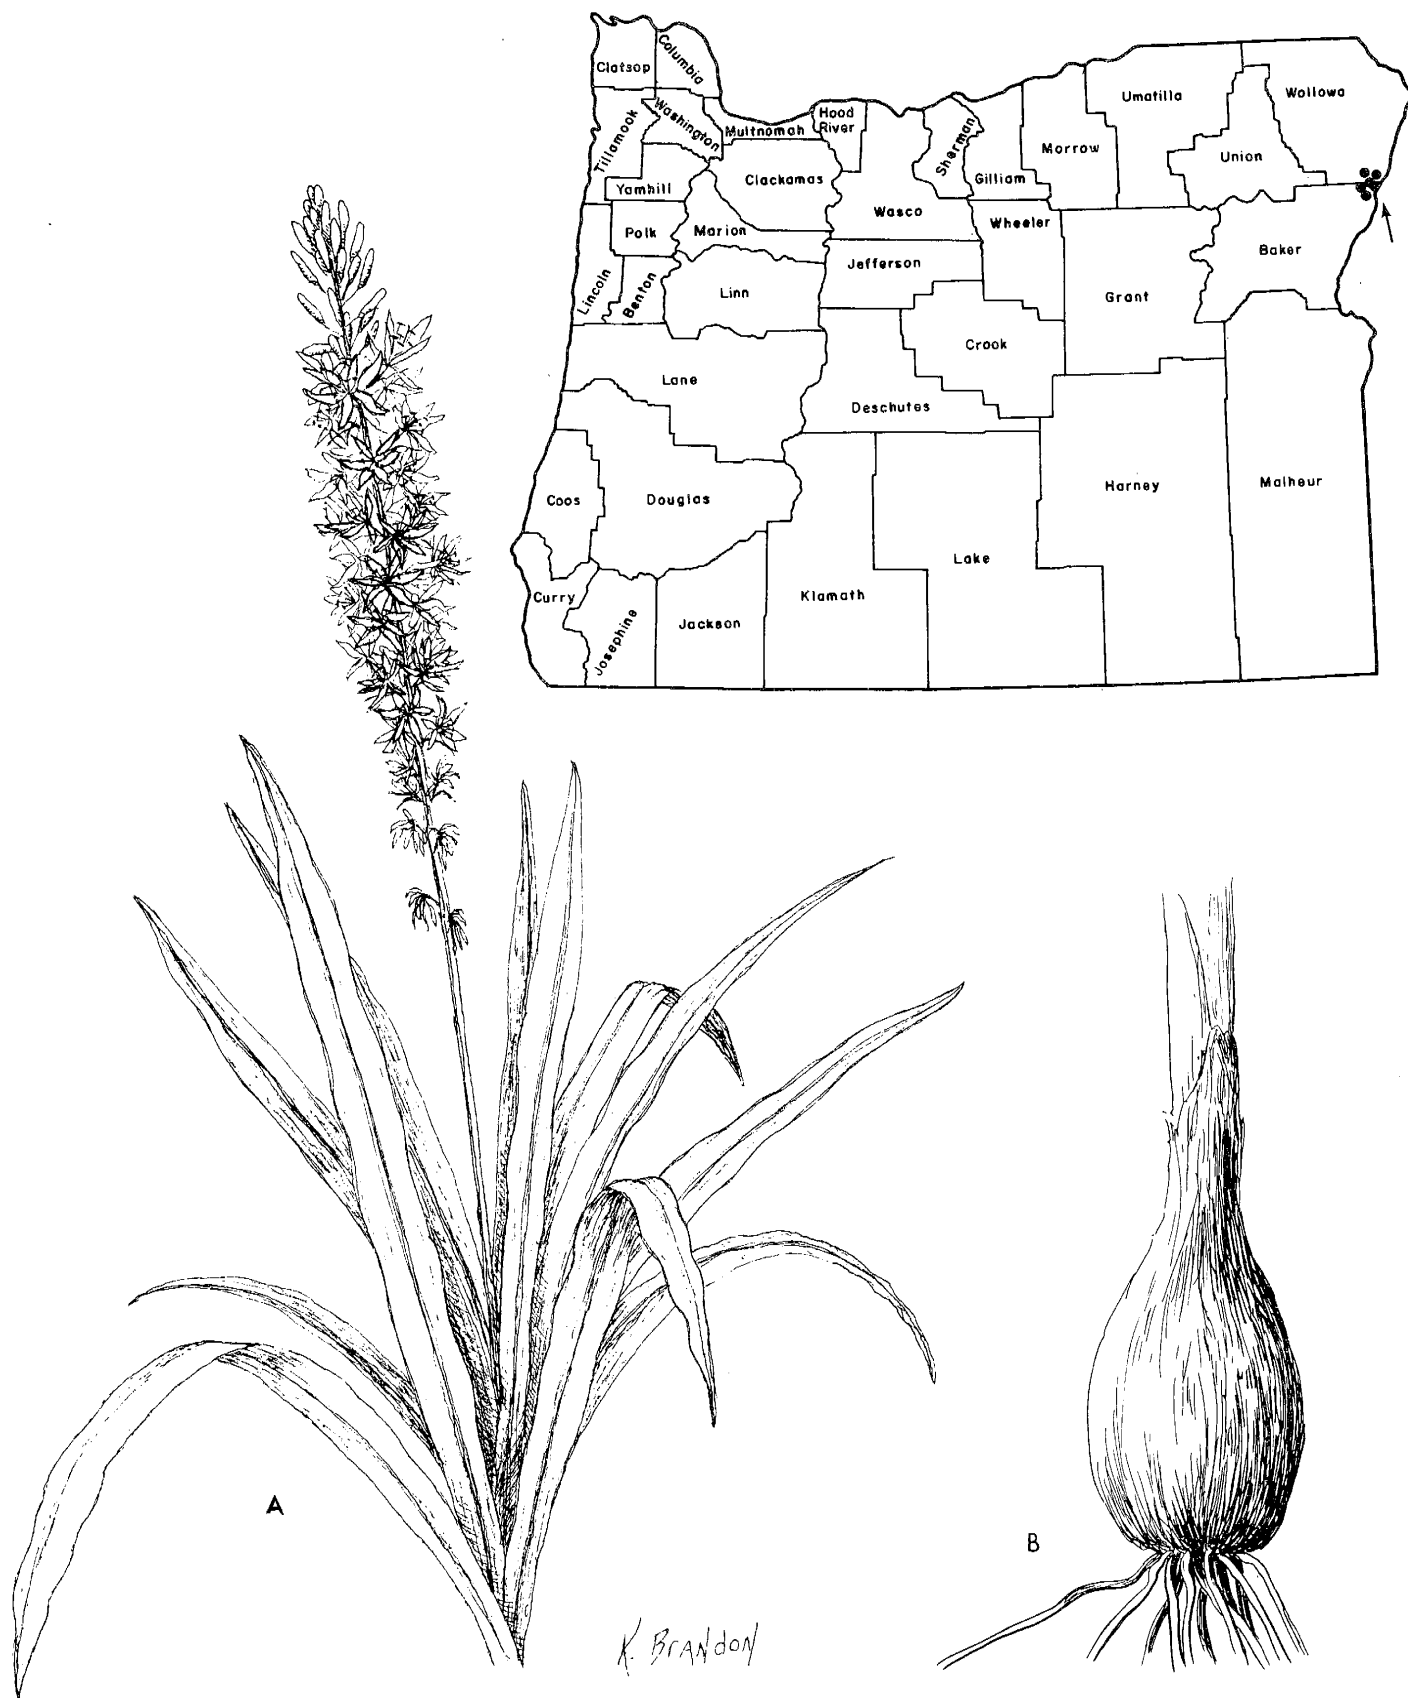 Clatsop
Columbia
Tillamook
Washington
Multnomah
Hood
River
Sherman
Gilliam
Morrow
Umatilla
Union
Wollowa
Yamhill
Clackamas
Wasco
Wheeler
Polk
Marion
Jefferson
Grant
Baker
Lincoln
Benton
Linn
Crook
Lane
Deschutes
Coos
Douglas
Harney
Malheur
Lake
Klamath
Curry
Josephine
Jackson
A
B
K. BRANDON